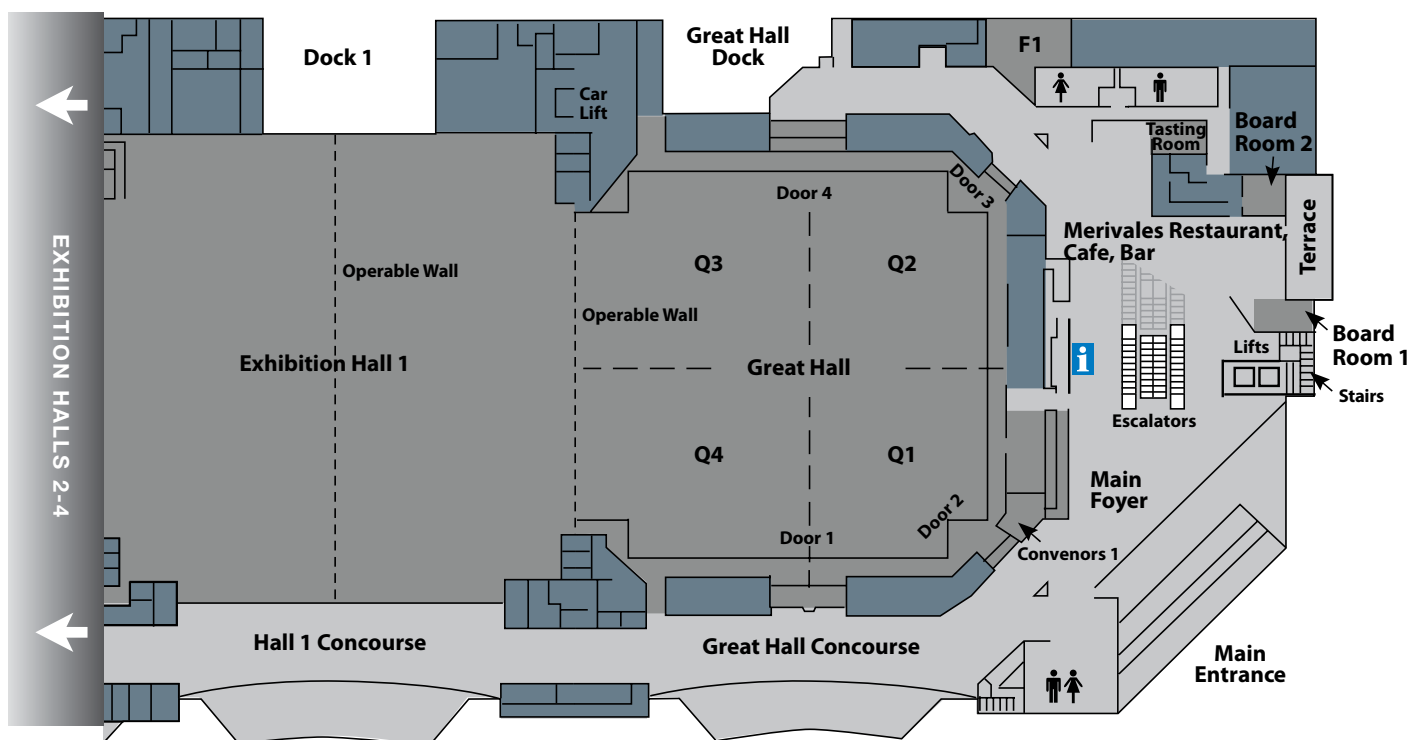 Dock 1
Great Hall
Dock
F1
Car
Lift
Tasting
Room
Board
Room 2
Door 4
Door 3
Terrace
Merivales Restaurant,
Cafe, Bar
EXHIBITION HALLS 2-4
Operable Wall
Q3
Q2
Operable Wall
Exhibition Hall 1
Great Hall
i
Lifts
Board
Room 1
Stairs
Escalators
Q4
Q1
Main
Foyer
Door 2
Door 1
Convenors 1
Hall 1 Concourse
Great Hall Concourse
Main
Entrance